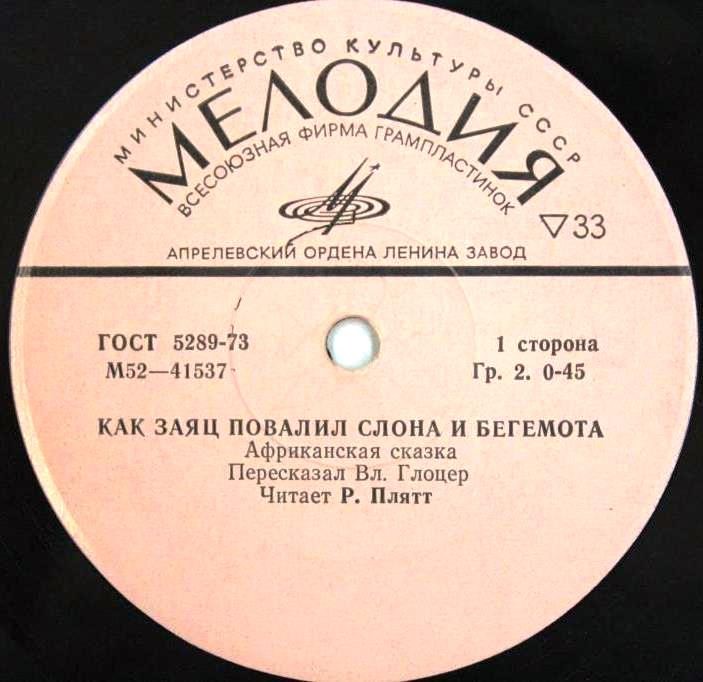 МИНИСТЕРСТВО КУЛЬТУРЫ СССР
МЕЛОДИЯ
ВСЕСОЮЗНАЯ ФИРМА ГРАМПЛАСТИНОК
33
АПРЕЛЕВСКИЙ ОРДЕНА ЛЕНИНА ЗАВОД
ГОСТ 5289-73
1 сторона
М52—41537
Гр. 2. 0-45
КАК ЗАЯЦ ПОВАЛИЛ СЛОНА И БЕГЕМОТА
Африканская сказка
Пересказал Вл. Глоцер
Читает Р. Плятт